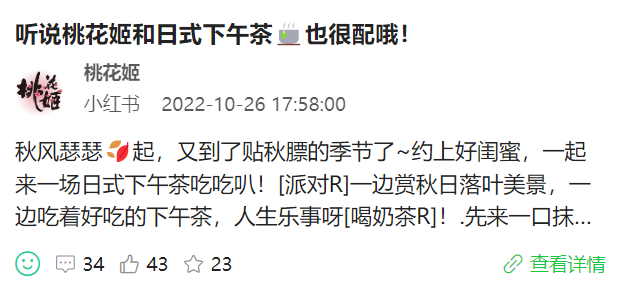 听说桃花姬和日式下午茶🍵也很配哦！
桃花姬
桃花姬
小红书 2022-10-26 17:58:00
秋风瑟瑟🍂起，又到了贴秋膘的季节了~约上好闺蜜，一起
来一场日式下午茶吃吃叭！[派对R]一边赏秋日落叶美景，一
边吃着好吃的下午茶，人生乐事呀[喝奶茶R]！.先来一口抹...
34 43 23 查看详情